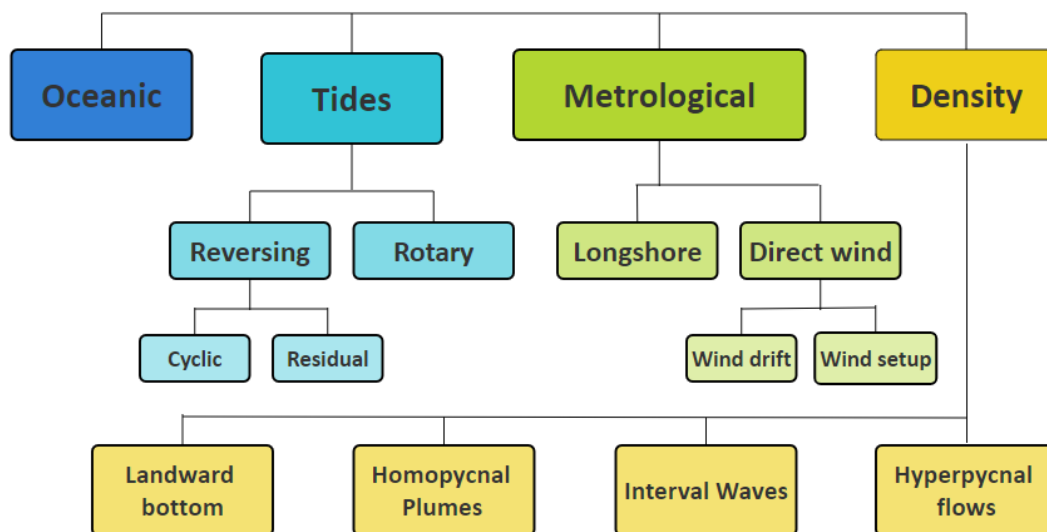 Oceanic
Tides
Metrological
Density
Reversing
Rotary
Longshore
Direct wind
Cyclic
Residual
Wind drift
Wind setup
Landward
bottom
Homopycnal
Plumes
Interval Waves
Hyperpycnal
flows